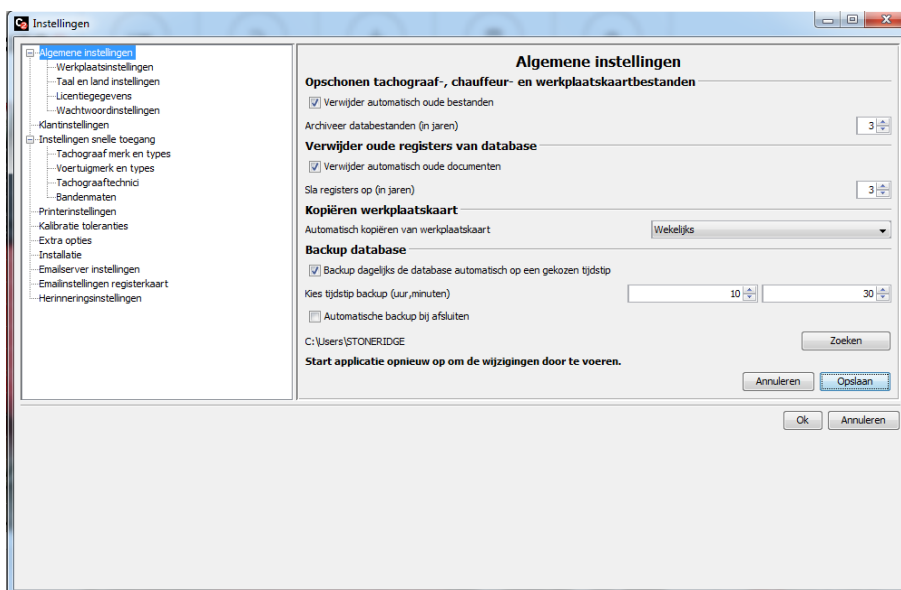 C2 Instellingen
Algemene instellingen
Werkplaatsinstellingen
Taal en land instellingen
Licentiegegevens
Wachtwoordinstellingen
Klantinstellingen
Instellingen snelle toegang
Tachograaf merk en types
Voertuigmerk en types
Tachograaftechnici
Bandenmaten
Printerinstellingen
Kalibratie toleranties
Extra opties
Installatie
Emailserver instellingen
Emailinstellingen registerkaart
Herinneringsinstellingen
Algemene instellingen
Opschonen tachograaf-, chauffeur- en werkplaatskaartbestanden
Verwijder automatisch oude bestanden
Archiveer databestanden (in jaren) 3
Verwijder oude registers van database
Verwijder automatisch oude documenten
Sla registers op (in jaren) 3
Kopiëren werkplaatskaart
Automatisch kopiëren van werkplaatskaart Wekelijks
Backup database
Backup dagelijks de database automatisch op een gekozen tijdstip
Kies tijdstip backup (uur,minuten) 10 30
Automatische backup bij afsluiten
C:\Users\STONERIDGE Zoeken
Start applicatie opnieuw op om de wijzigingen door te voeren.
Annuleren Opslaan
Ok Annuleren